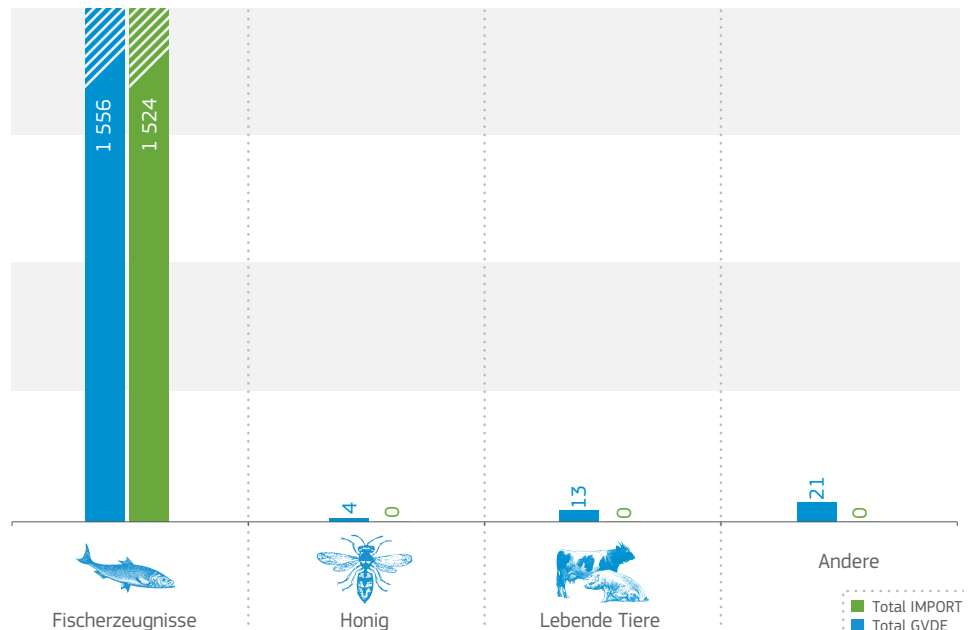 1 556
1 524
4
0
13
0
21
0
Fischerzeugnisse
Honig
Lebende Tiere
Andere
Total IMPORT
Total GVDE